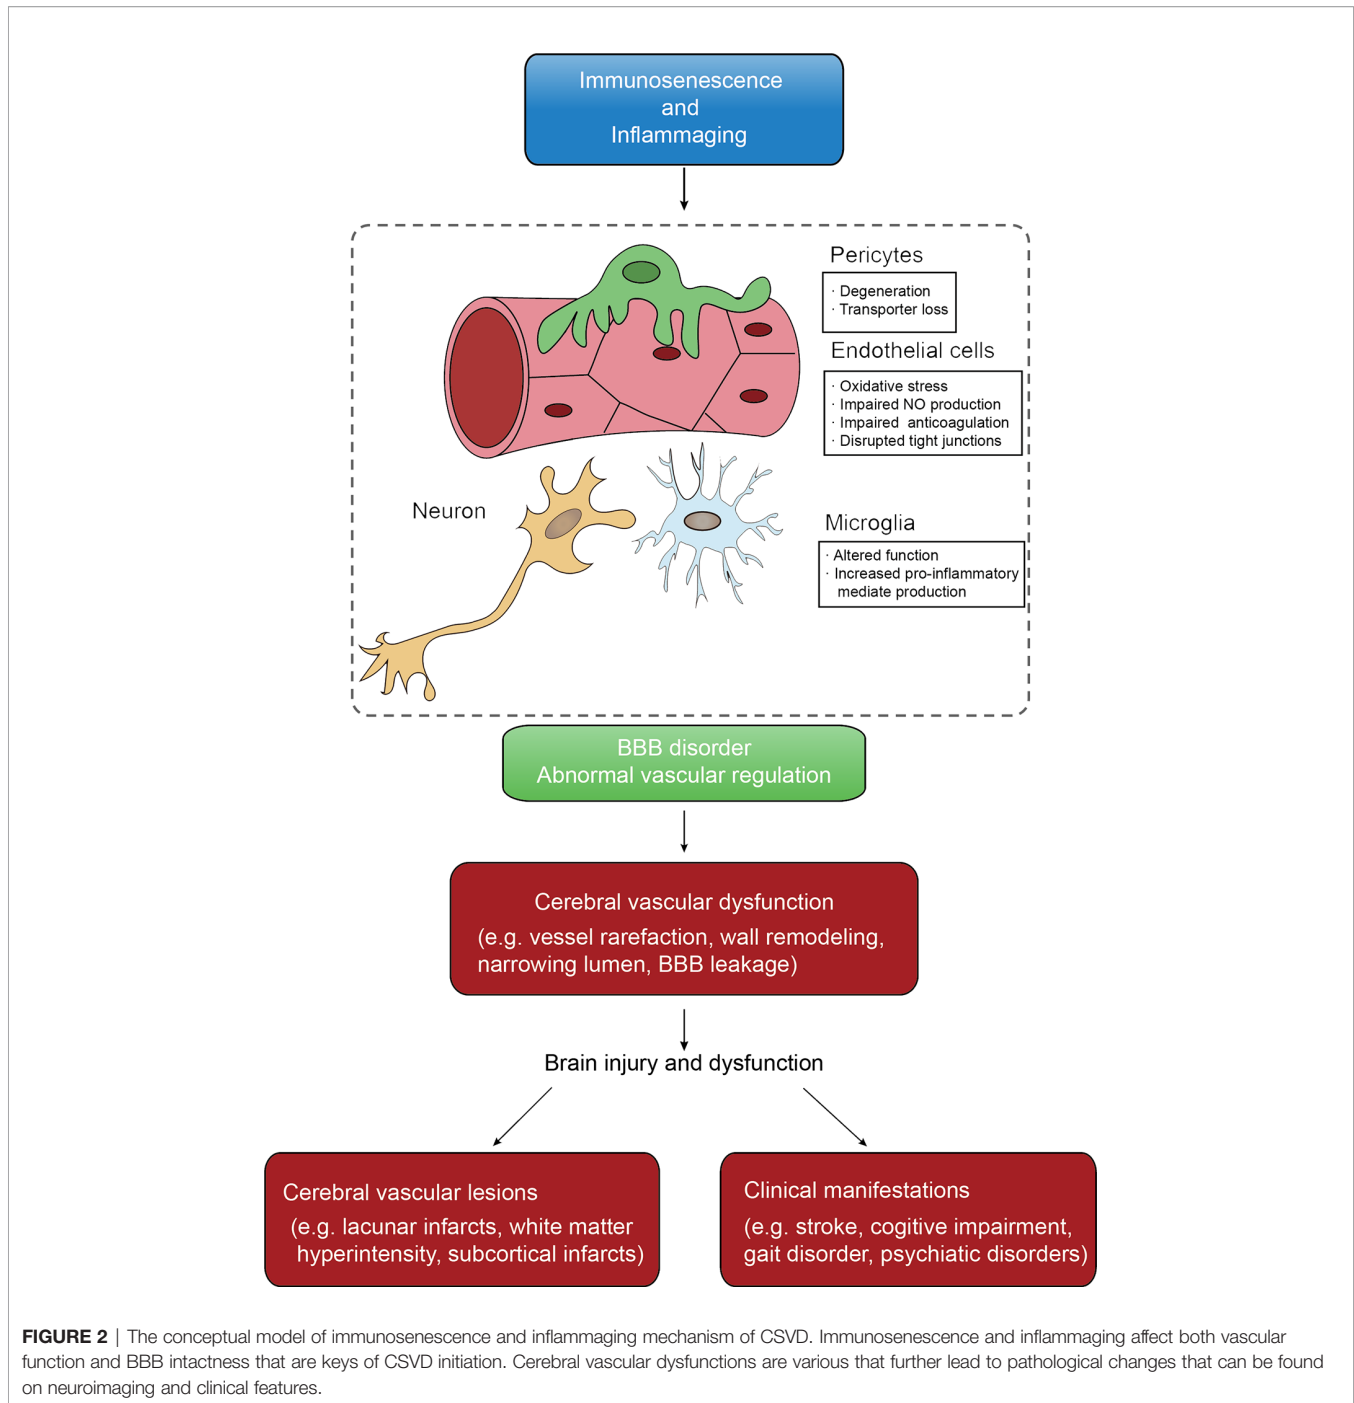 Immunosenescence
and
Inflammaging
Pericytes
· Degeneration
· Transporter loss
Endothelial cells
· Oxidative stress
· Impaired NO production
· Impaired anticoagulation
· Disrupted tight junctions
Neuron
Microglia
· Altered function
· Increased pro-inflammatory
mediate production
BBB disorder
Abnormal vascular regulation
Cerebral vascular dysfunction
(e.g. vessel rarefaction, wall remodeling,
narrowing lumen, BBB leakage)
Brain injury and dysfunction
Cerebral vascular lesions
(e.g. lacunar infarcts, white matter
hyperintensity, subcortical infarcts)
Clinical manifestations
(e.g. stroke, cogitive impairment,
gait disorder, psychiatic disorders)
FIGURE 2 | The conceptual model of immunosenescence and inflammaging mechanism of CSVD. Immunosenescence and inflammaging affect both vascular
function and BBB intactness that are keys of CSVD initiation. Cerebral vascular dysfunctions are various that further lead to pathological changes that can be found
on neuroimaging and clinical features.